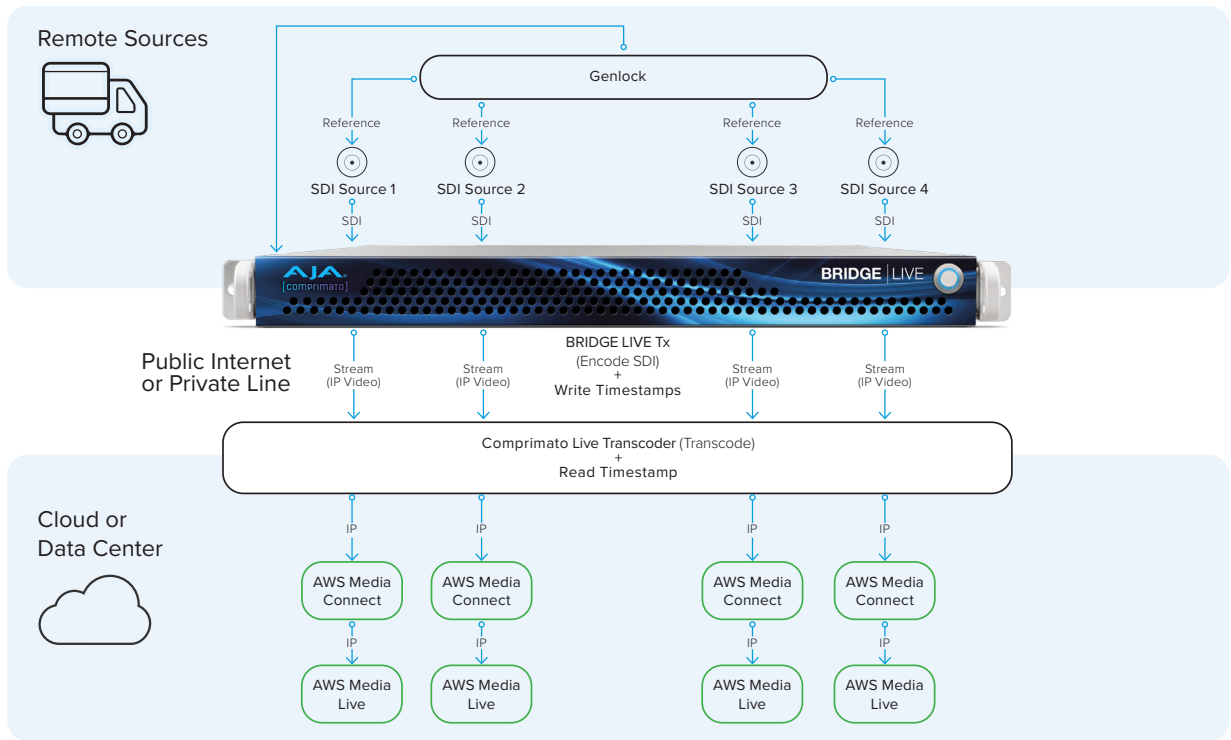 Remote Sources
Genlock
Reference
Reference
Reference
Reference
SDI Source 1
SDI Source 2
SDI Source 3
SDI Source 4
SDI
SDI
SDI
SDI
AJA
[comprimato]
BRIDGE | LIVE
Public Internet
or Private Line
Stream
(IP Video)
Stream
(IP Video)
BRIDGE LIVE Tx
(Encode SDI)
+
Write Timestamps
Stream
(IP Video)
Stream
(IP Video)
Comprimato Live Transcoder (Transcode)
+
Read Timestamp
Cloud or
Data Center
IP
IP
IP
IP
AWS Media
Connect
AWS Media
Connect
AWS Media
Connect
AWS Media
Connect
IP
IP
IP
IP
AWS Media
Live
AWS Media
Live
AWS Media
Live
AWS Media
Live